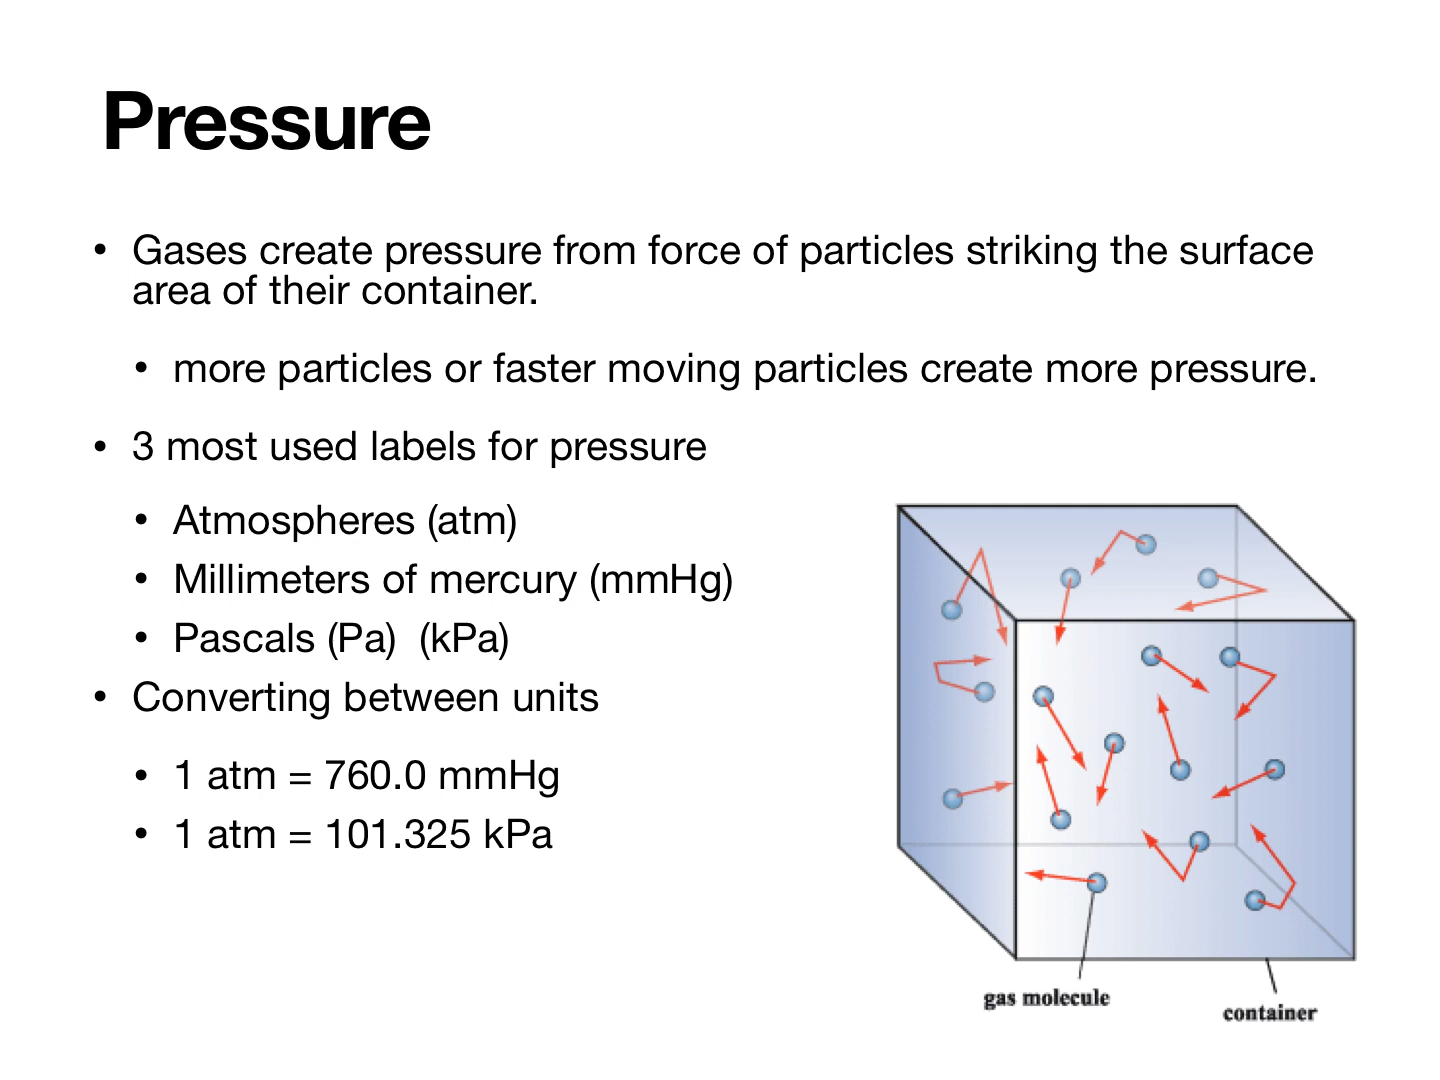 Pressure
• Gases create pressure from force of particles striking the surface
area of their container.
• more particles or faster moving particles create more pressure.
• 3 most used labels for pressure
• Atmospheres (atm)
• Millimeters of mercury (mmHg)
• Pascals (Pa)  (kPa)
• Converting between units
• 1 atm = 760.0 mmHg
• 1 atm = 101.325 kPa
gas molecule
container